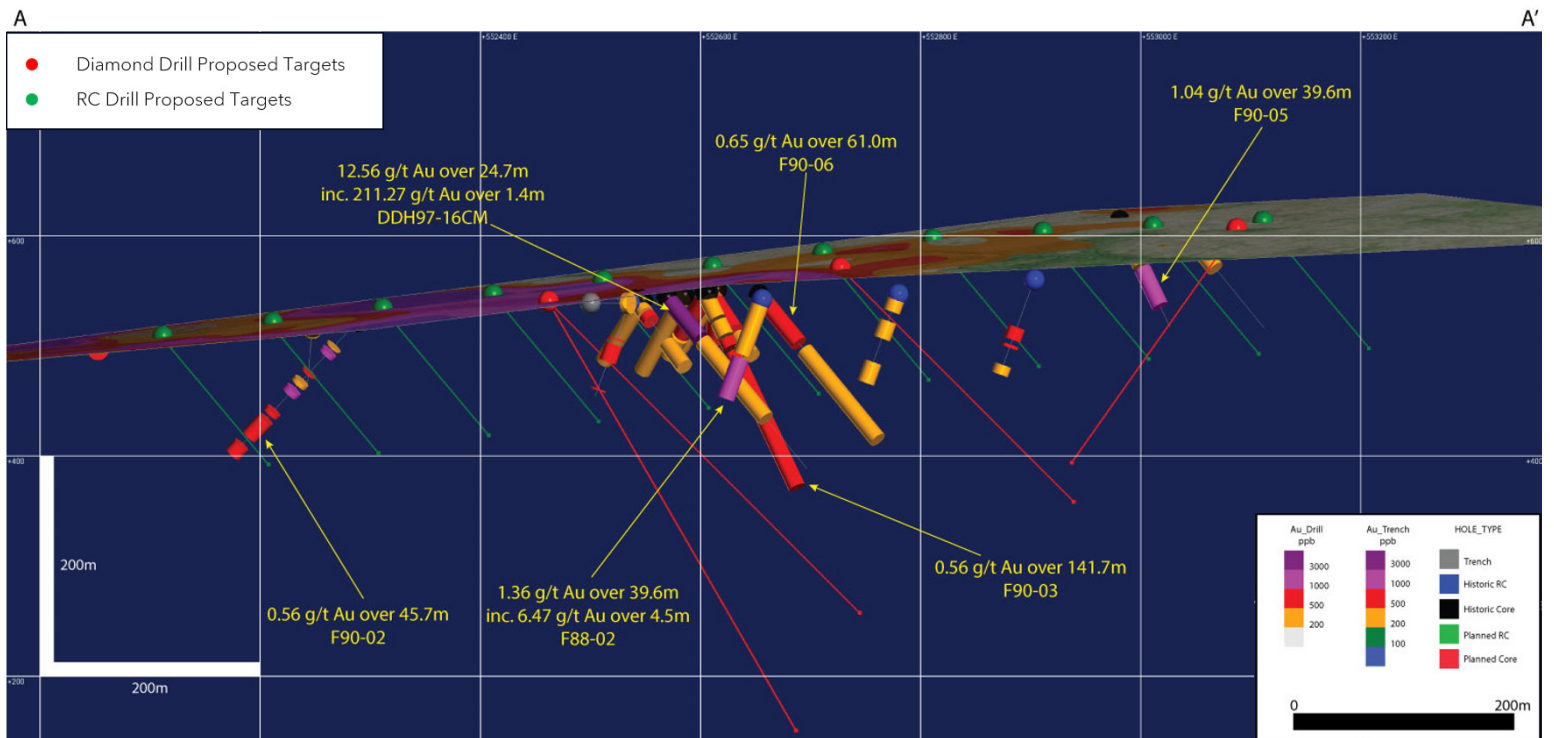 A
A'
Diamond Drill Proposed Targets
RC Drill Proposed Targets
+552400 E
+552600 E
+552800 E
+553000 E
+553200 E
1.04 g/t Au over 39.6m
F90-05
0.65 g/t Au over 61.0m
F90-06
12.56 g/t Au over 24.7m
inc. 211.27 g/t Au over 1.4m
DDH97-16CM
+600
+600
+400
+400
+200
200m
200m
0.56 g/t Au over 45.7m
F90-02
1.36 g/t Au over 39.6m
inc. 6.47 g/t Au over 4.5m
F88-02
0.56 g/t Au over 141.7m
F90-03
Au_Drill
ppb
3000
1000
500
200
Au_Trench
ppb
3000
1000
500
200
100
HOLE_TYPE
Trench
Historic RC
Historic Core
Planned RC
Planned Core
0
200m